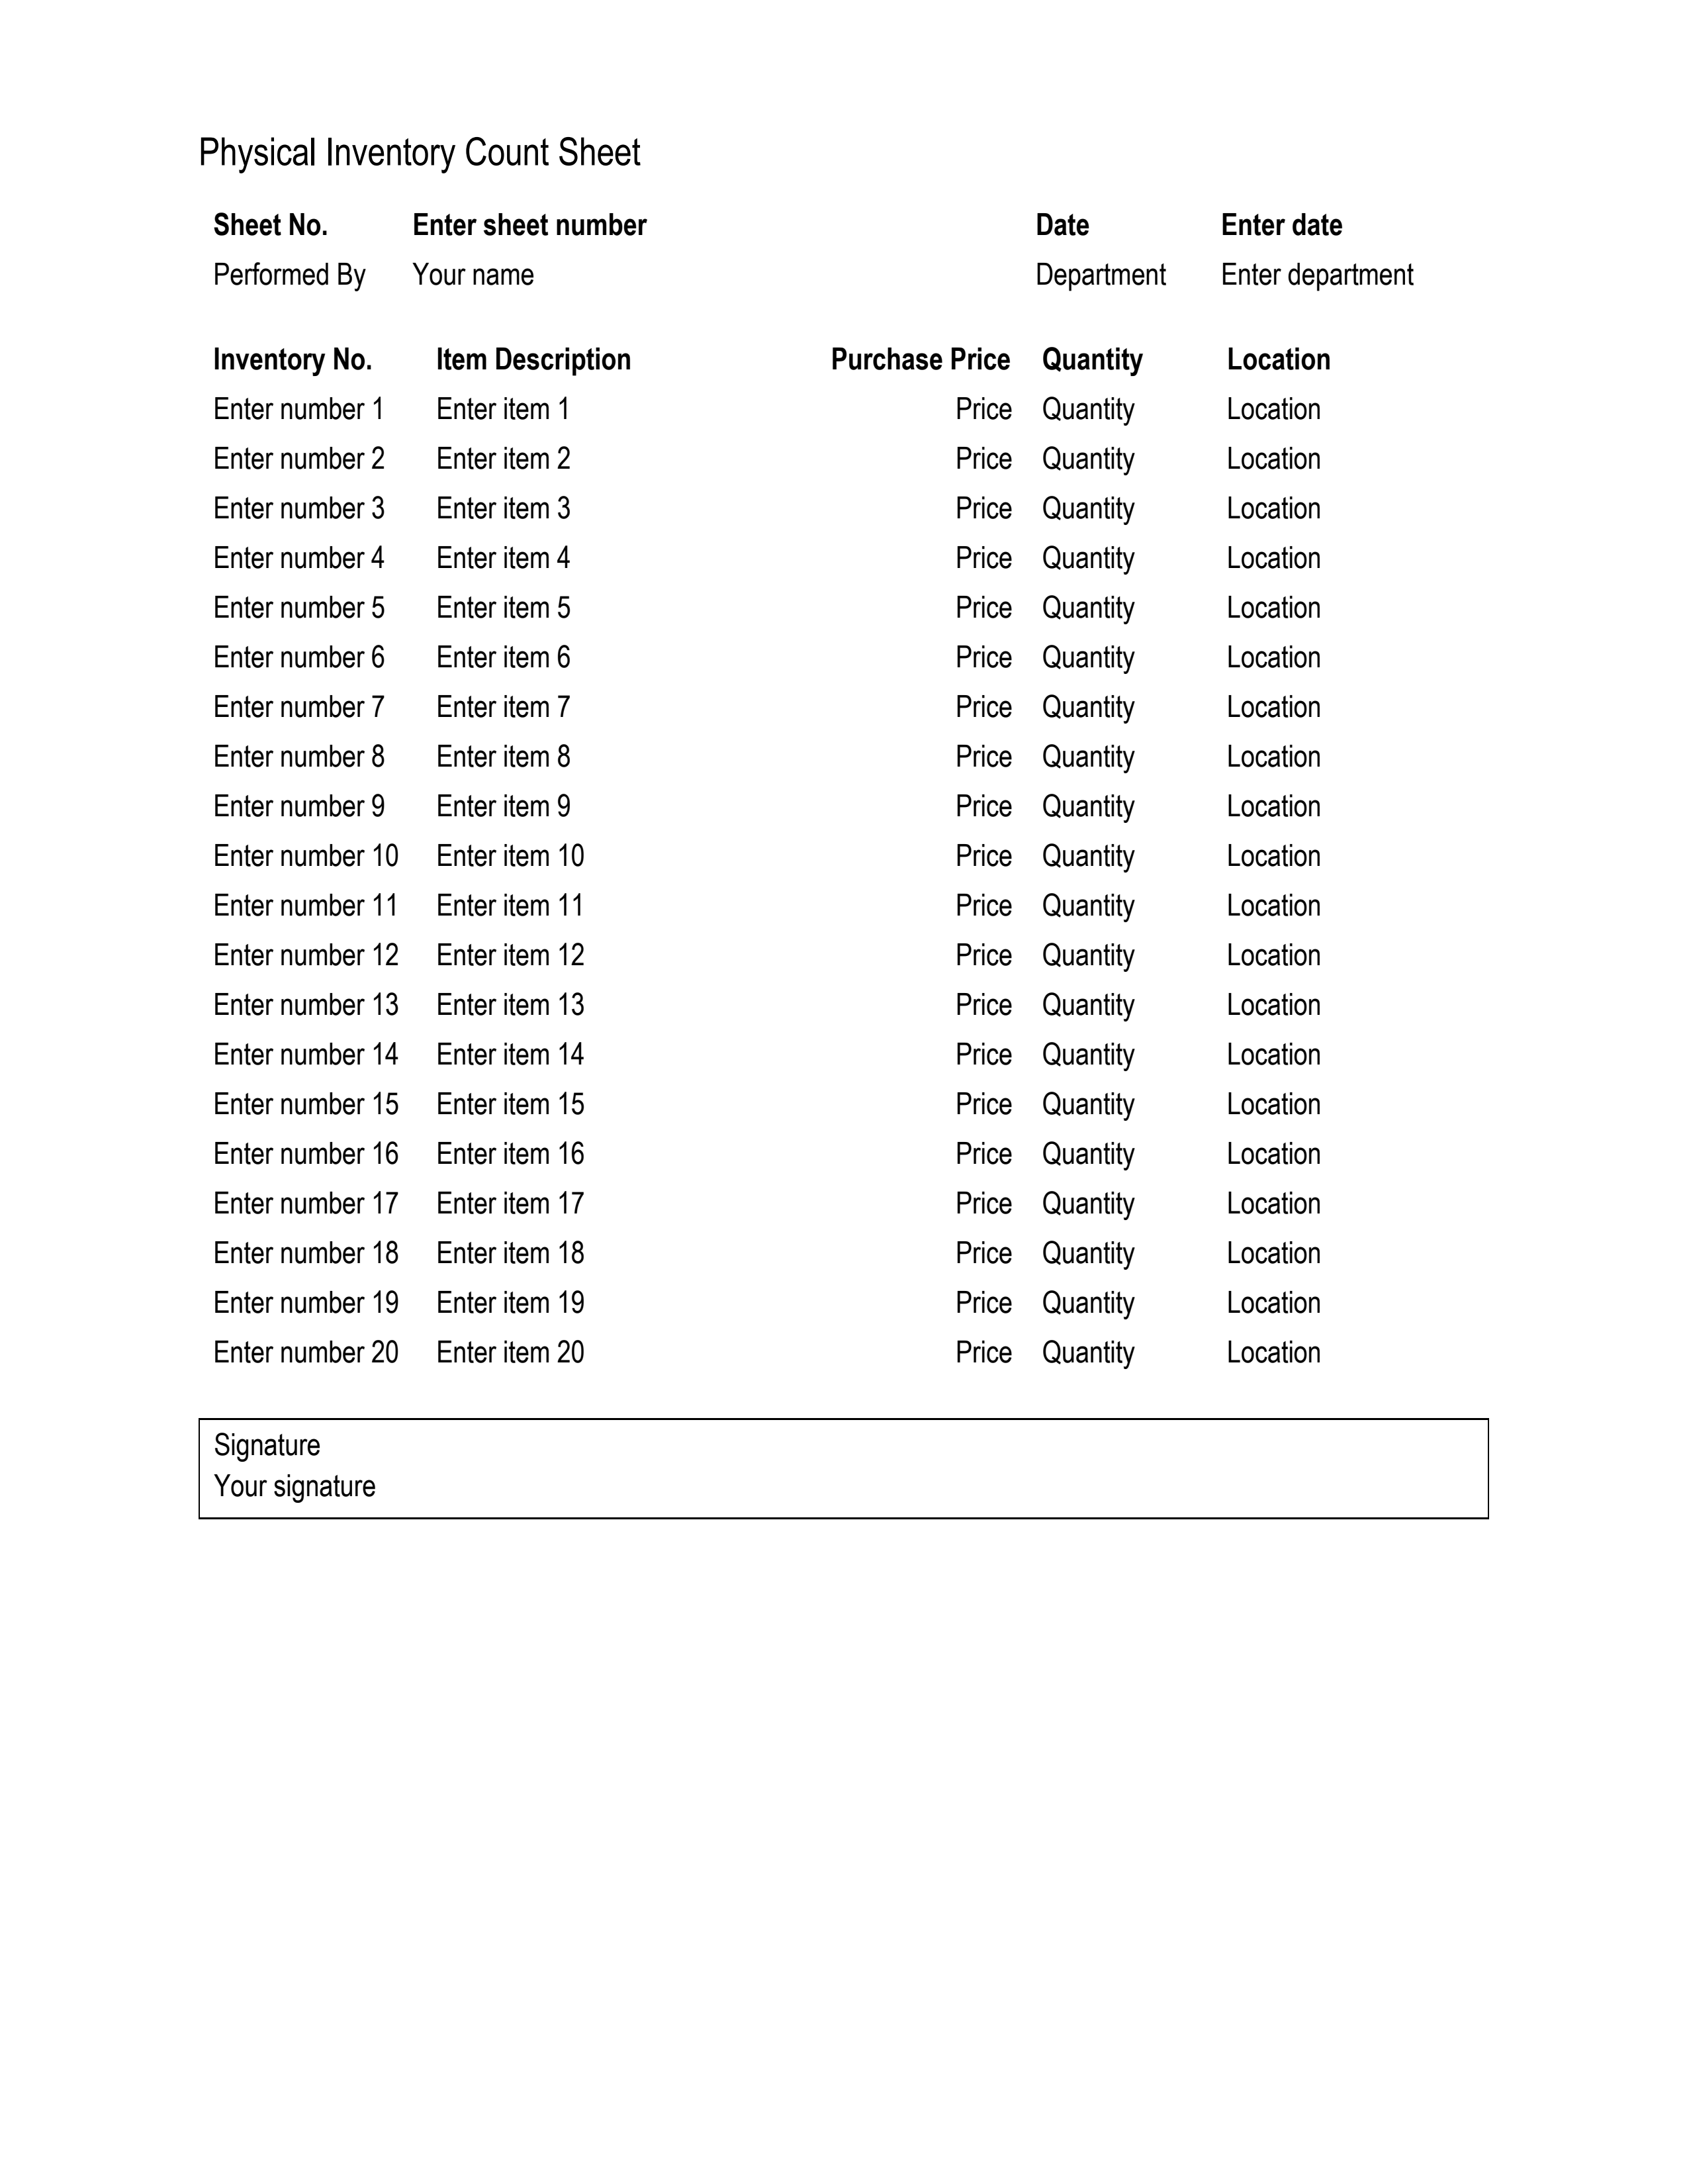 Physical Inventory Count Sheet
Sheet No. Enter sheet number Date Enter date
Performed By Your name Department Enter department
Inventory No. Item Description Purchase Price Quantity Location
Enter number 1 Enter item 1 Price Quantity Location
Enter number 2 Enter item 2 Price Quantity Location
Enter number 3 Enter item 3 Price Quantity Location
Enter number 4 Enter item 4 Price Quantity Location
Enter number 5 Enter item 5 Price Quantity Location
Enter number 6 Enter item 6 Price Quantity Location
Enter number 7 Enter item 7 Price Quantity Location
Enter number 8 Enter item 8 Price Quantity Location
Enter number 9 Enter item 9 Price Quantity Location
Enter number 10 Enter item 10 Price Quantity Location
Enter number 11 Enter item 11 Price Quantity Location
Enter number 12 Enter item 12 Price Quantity Location
Enter number 13 Enter item 13 Price Quantity Location
Enter number 14 Enter item 14 Price Quantity Location
Enter number 15 Enter item 15 Price Quantity Location
Enter number 16 Enter item 16 Price Quantity Location
Enter number 17 Enter item 17 Price Quantity Location
Enter number 18 Enter item 18 Price Quantity Location
Enter number 19 Enter item 19 Price Quantity Location
Enter number 20 Enter item 20 Price Quantity Location
Signature
Your signature